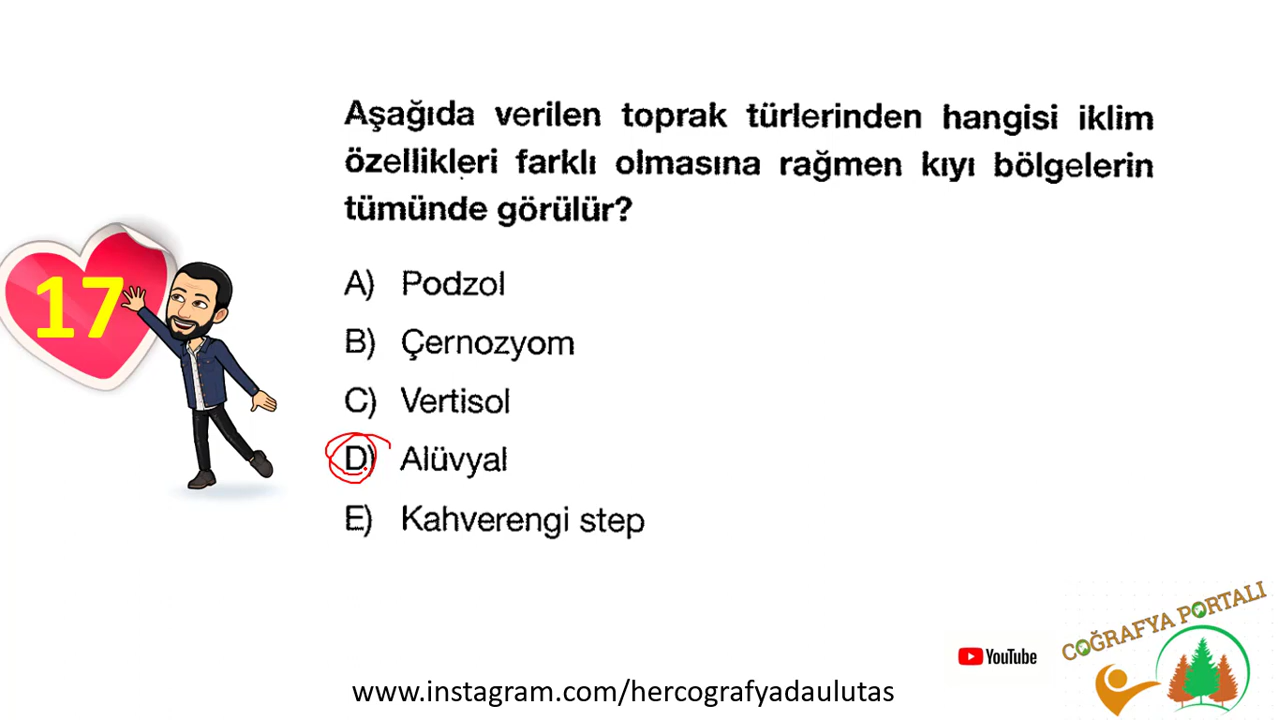 Aşağıda verilen toprak türlerinden hangisi iklim
özellikleri farklı olmasına rağmen kıyı bölgelerin
tümünde görülür?
17
A) Podzol
B) Çernozyom
C) Vertisol
D) Alüvyal
E) Kahverengi step
COĞRAFYA PORTALI
YouTube
www.instagram.com/hercografyadaulutas